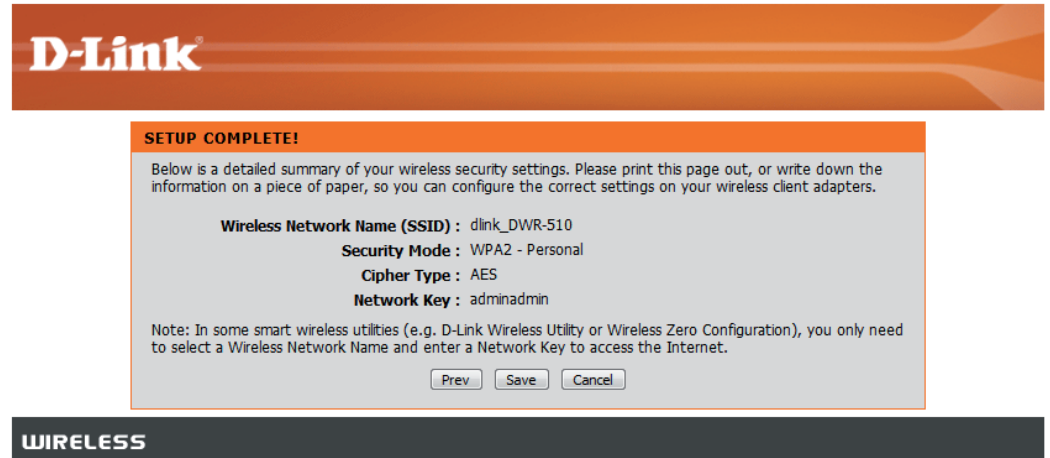 D-Link
SETUP COMPLETE!
Below is a detailed summary of your wireless security settings. Please print this page out, or write down the
information on a piece of paper, so you can configure the correct settings on your wireless client adapters.
Wireless Network Name (SSID) : dlink_DWR-510
Security Mode : WPA2 - Personal
Cipher Type : AES
Network Key : adminadmin
Note: In some smart wireless utilities (e.g. D-Link Wireless Utility or Wireless Zero Configuration), you only need
to select a Wireless Network Name and enter a Network Key to access the Internet.
Prev Save Cancel
WIRELESS